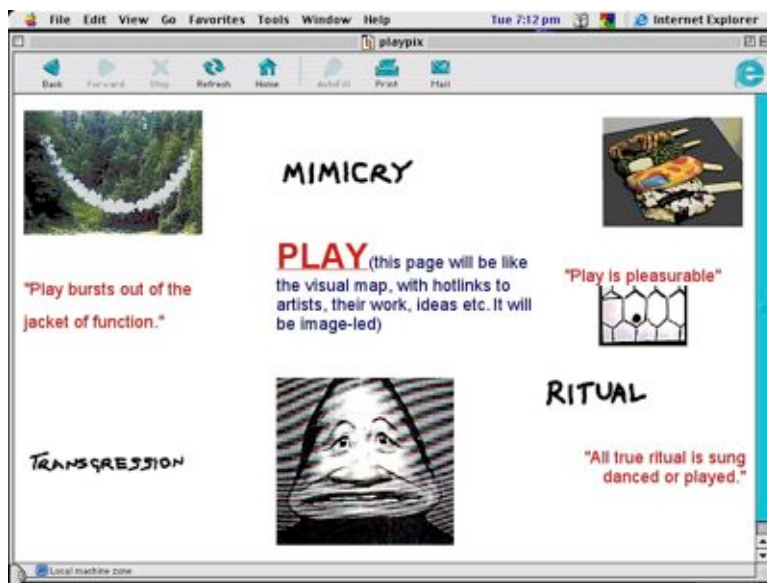 File Edit View Go Favorites Tools Window Help Tue 7:12 pm Internet Explorer
playpix
Back Forward Stop Refresh Home AutoFill Print Mail
MIMICRY
PLAY (this page will be like
the visual map, with hotlinks to
artists, their work, ideas etc. It will
be image-led)
"Play bursts out of the
jacket of function."
"Play is pleasurable"
RITUAL
TRANSGRESSION
"All true ritual is sung
danced or played."
Local machine zone